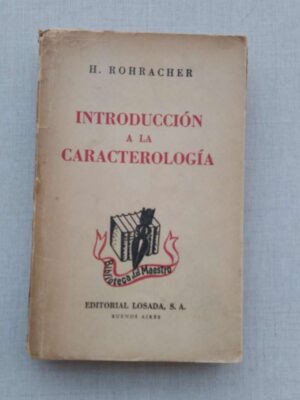 H. ROHRACHER
INTRODUCCIÓN
A LA
CARACTEROLOGÍA
Biblioteca del Maestro
EDITORIAL LOSADA, S. A.
BUENOS AIRES